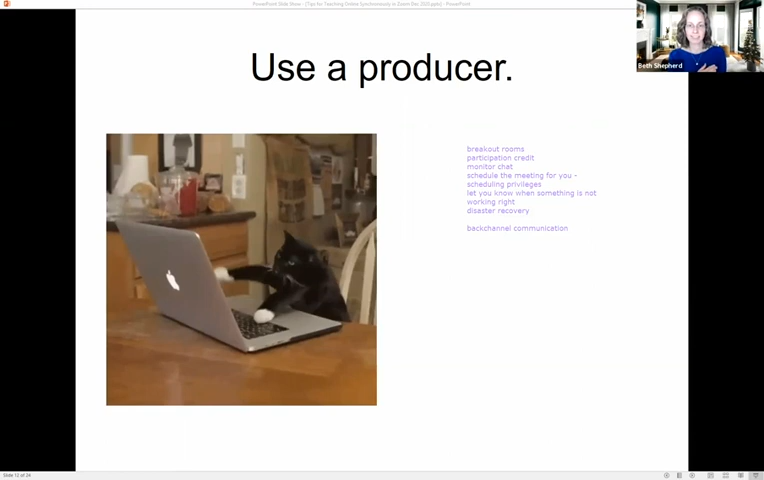 PowerPoint Slide Show - [Tips for Teaching Online Synchronously in Zoom (Fec 2020.pptx] - PowerPoint
Beth Shepherd
Use a producer.
breakout rooms
participation credit
monitor chat
schedule the meeting for you -
scheduling privileges
let you know when something is not
working right
disaster recovery
backchannel communication
Slide 12 of 24